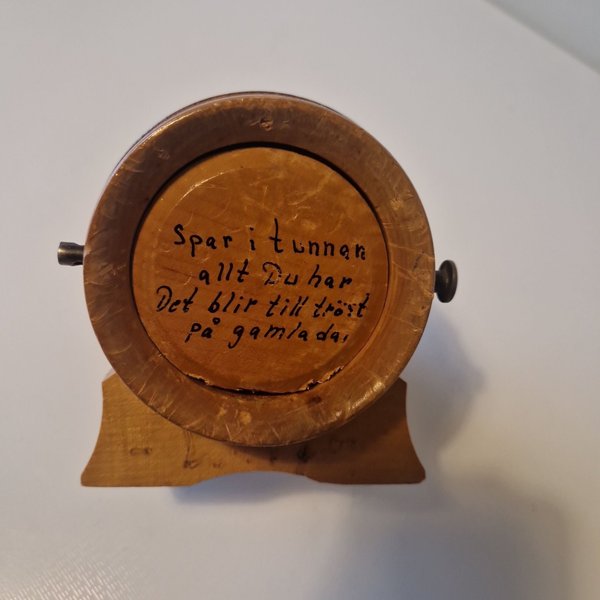 Spar i tunnan
allt Du har
Det blir till tröst
på gamla dar